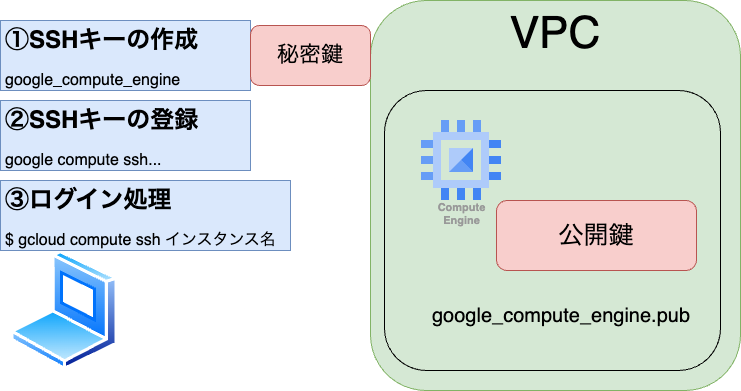 ①SSHキーの作成
google_compute_engine
秘密鍵
②SSHキーの登録
google compute ssh...
③ログイン処理
$ gcloud compute ssh インスタンス名
VPC
Compute
Engine
公開鍵
google_compute_engine.pub